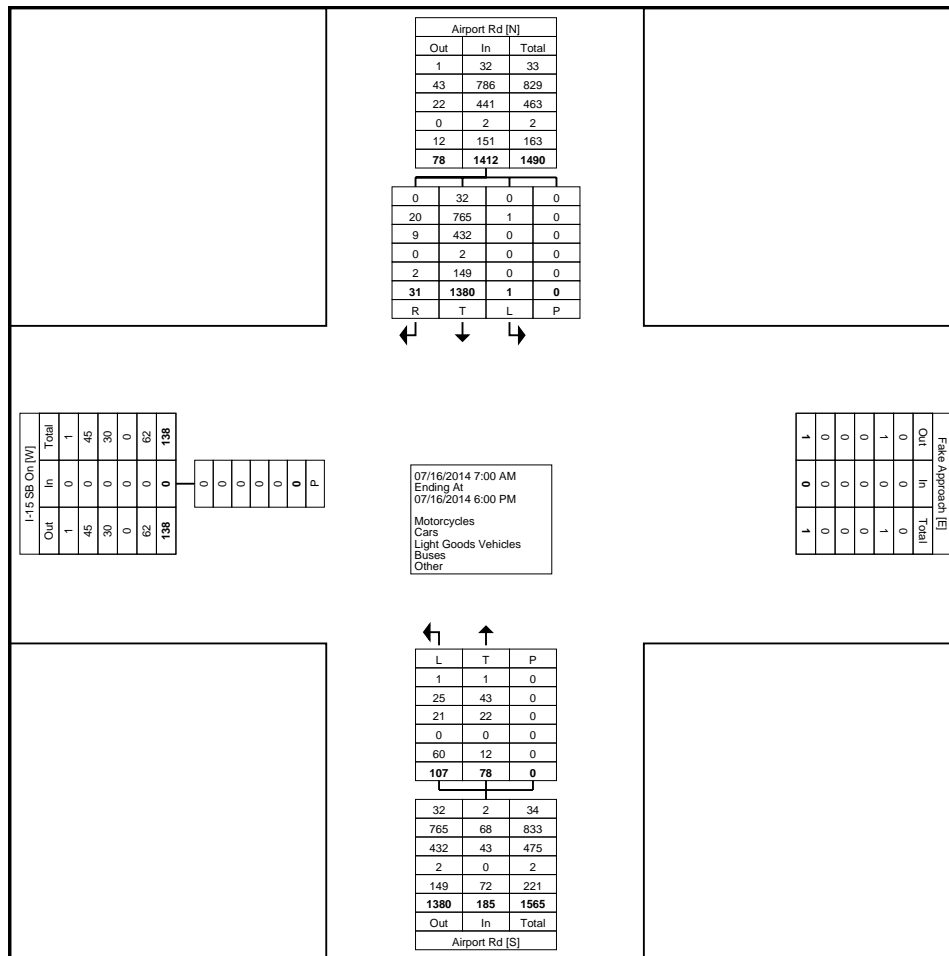 Airport Rd [N]
Out In Total
1 32 33
43 786 829
22 441 463
0 2 2
12 151 163
78 1412 1490
0 32 0 0
20 765 1 0
9 432 0 0
0 2 0 0
2 149 0 0
31 1380 1 0
R T L P
I-15 SB On [W]
Total In Out
1 0 1
45 0 45
30 0 30
0 0 0
62 0 62
138 0 138
0
0
0
0
0
0
P
07/16/2014 7:00 AM
Ending At
07/16/2014 6:00 PM
Motorcycles
Cars
Light Goods Vehicles
Buses
Other
Fake Approach [E]
Out In Total
0 0 0
1 0 1
0 0 0
0 0 0
0 0 0
1 0 1
L T P
1 1 0
25 43 0
21 22 0
0 0 0
60 12 0
107 78 0
32 2 34
765 68 833
432 43 475
2 0 2
149 72 221
1380 185 1565
Out In Total
Airport Rd [S]